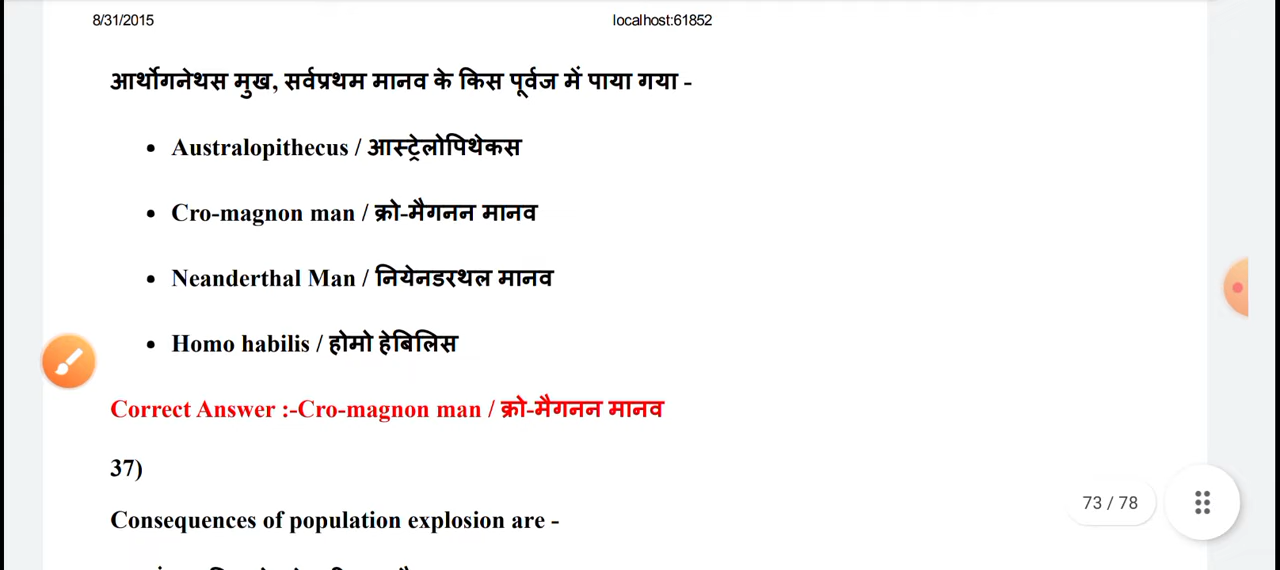 8/31/2015 localhost:61852
आर्थोगनेथस मुख, सर्वप्रथम मानव के किस पूर्वज में पाया गया -
• Australopithecus / आस्ट्रेलोपिथेकस
• Cro-magnon man / क्रो-मैगनन मानव
• Neanderthal Man / नियेनडरथल मानव
• Homo habilis / होमो हेबिलिस
Correct Answer :-Cro-magnon man / क्रो-मैगनन मानव
37)
73 / 78
Consequences of population explosion are -